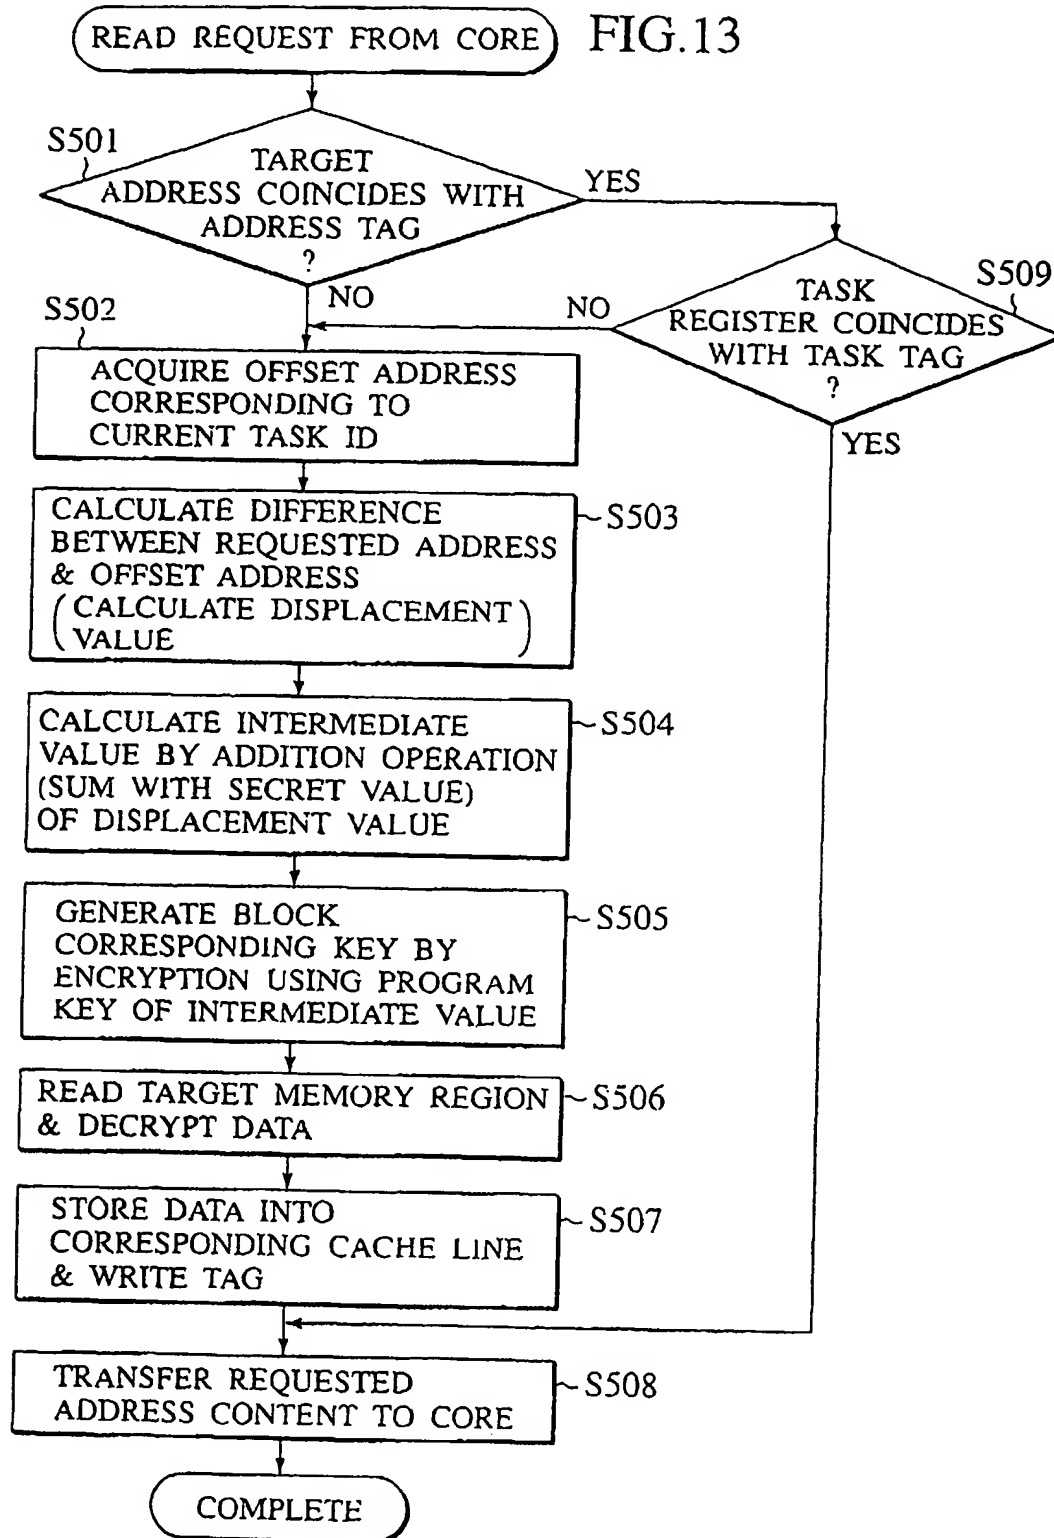 READ REQUEST FROM CORE
FIG.13
S501
TARGET
ADDRESS COINCIDES WITH
ADDRESS TAG
?
YES
NO
S509
TASK
REGISTER COINCIDES
WITH TASK TAG
?
NO
YES
S502
ACQUIRE OFFSET ADDRESS
CORRESPONDING TO
CURRENT TASK ID
S503
CALCULATE DIFFERENCE
BETWEEN REQUESTED ADDRESS
& OFFSET ADDRESS
(CALCULATE DISPLACEMENT
VALUE)
S504
CALCULATE INTERMEDIATE
VALUE BY ADDITION OPERATION
(SUM WITH SECRET VALUE)
OF DISPLACEMENT VALUE
S505
GENERATE BLOCK
CORRESPONDING KEY BY
ENCRYPTION USING PROGRAM
KEY OF INTERMEDIATE VALUE
S506
READ TARGET MEMORY REGION
& DECRYPT DATA
S507
STORE DATA INTO
CORRESPONDING CACHE LINE
& WRITE TAG
S508
TRANSFER REQUESTED
ADDRESS CONTENT TO CORE
COMPLETE